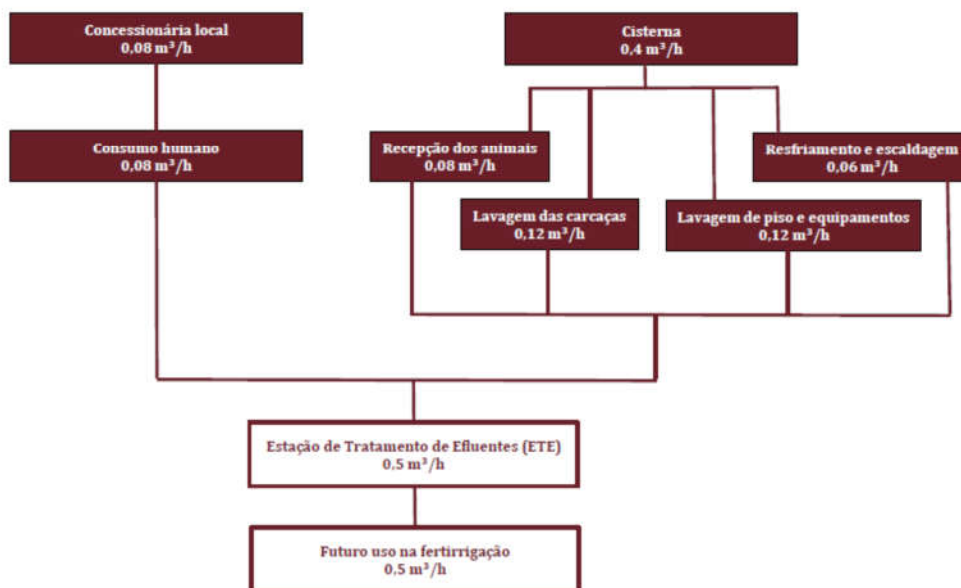 Concessionária local
0,08 m³/h
Cisterna
0,4 m³/h
Consumo humano
0,08 m³/h
Recepção dos animais
0,08 m³/h
Resfriamento e escaldagem
0,06 m³/h
Lavagem das carcaças
0,12 m³/h
Lavagem de piso e equipamentos
0,12 m³/h
Estação de Tratamento de Efluentes (ETE)
0,5 m³/h
Futuro uso na fertirrigação
0,5 m³/h